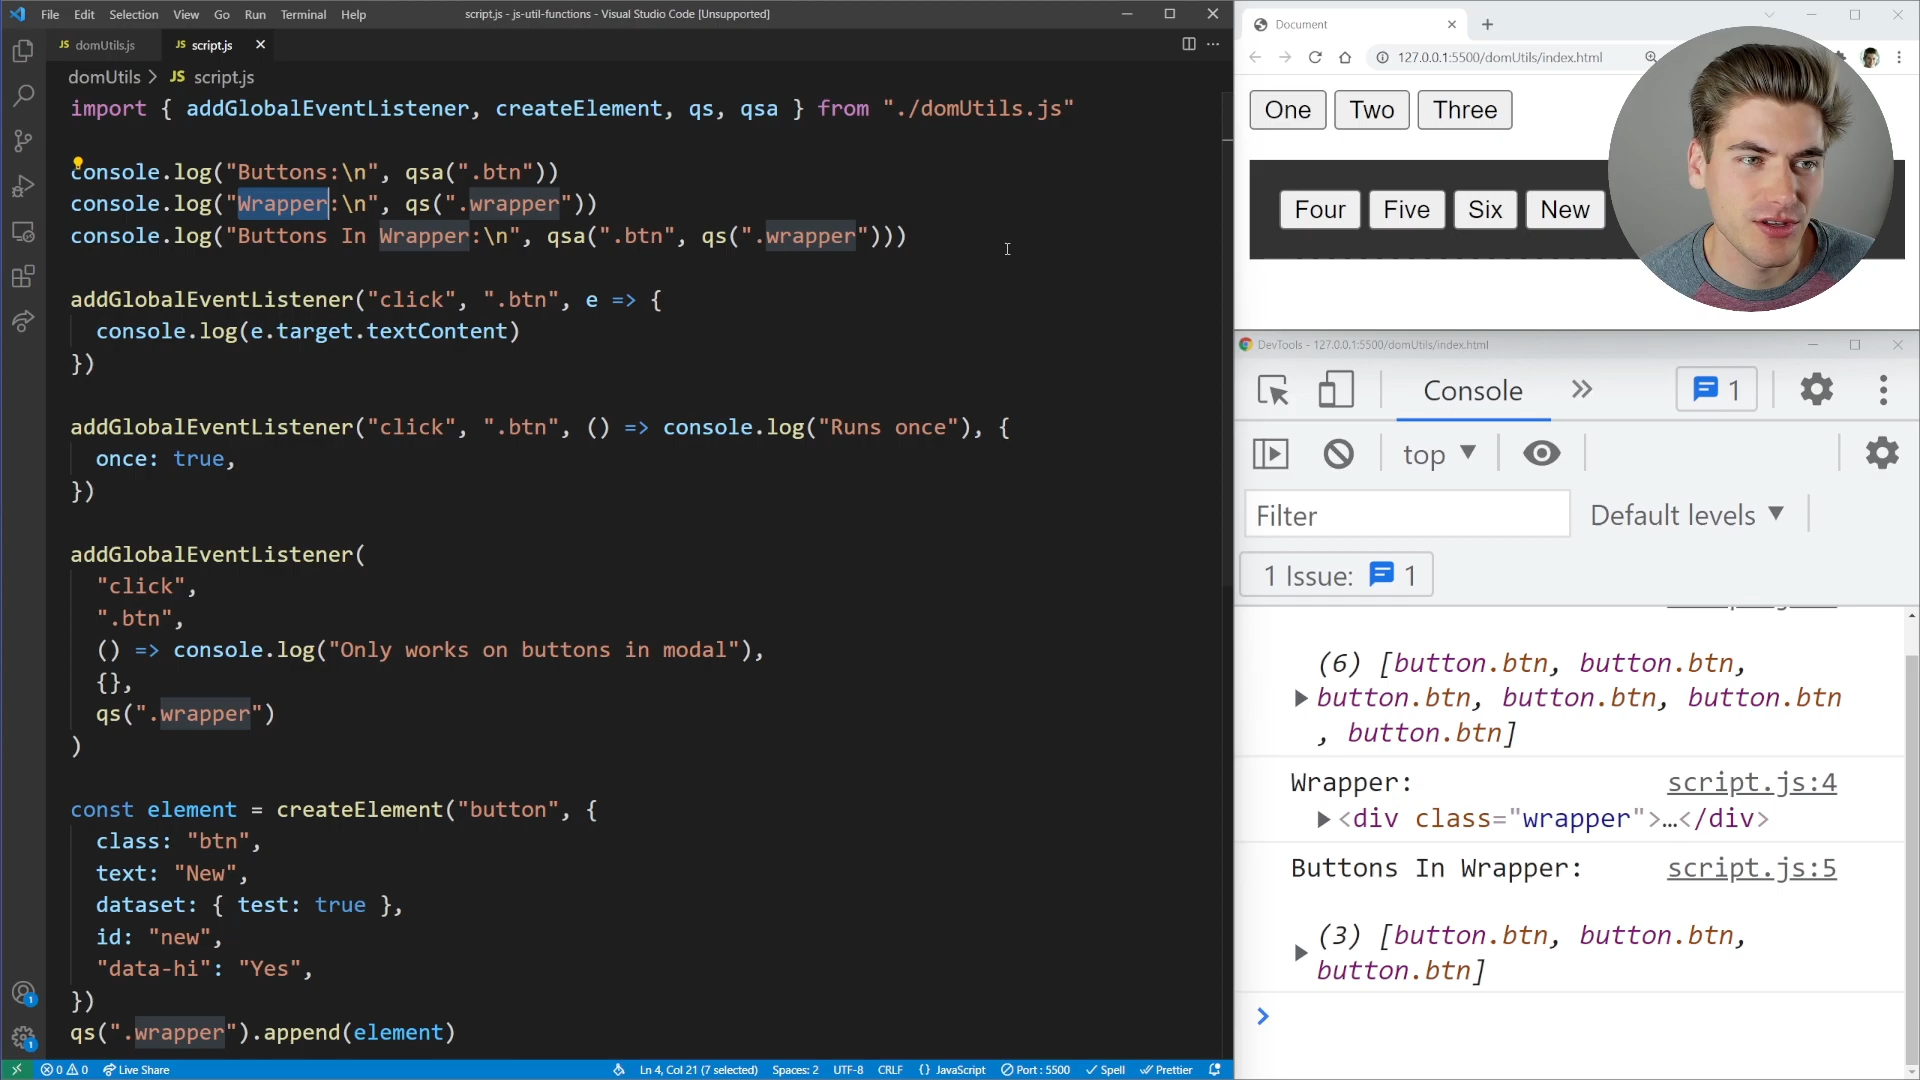 File Edit Selection View Go Run Terminal Help
script.js - js-util-functions - Visual Studio Code [Unsupported]
JS domUtils.js
JS script.js
domUtils > JS script.js
import { addGlobalEventListener, createElement, qs, qsa } from "./domUtils.js"
console.log("Buttons:\n", qsa(".btn"))
console.log("Wrapper:\n", qs(".wrapper"))
console.log("Buttons In Wrapper:\n", qsa(".btn", qs(".wrapper")))
addGlobalEventListener("click", ".btn", e => {
console.log(e.target.textContent)
})
addGlobalEventListener("click", ".btn", () => console.log("Runs once"), {
once: true,
})
addGlobalEventListener(
"click",
".btn",
() => console.log("Only works on buttons in modal"),
{},
qs(".wrapper")
)
const element = createElement("button", {
class: "btn",
text: "New",
dataset: { test: true },
id: "new",
"data-hi": "Yes",
})
qs(".wrapper").append(element)
1
1
0 0
Live Share
Ln 4, Col 21 (7 selected)
Spaces: 2
UTF-8
CRLF
{} JavaScript
Port : 5500
Spell
Prettier
Document
127.0.0.1:5500/domUtils/index.html
One Two Three
Four Five Six New
DevTools - 127.0.0.1:5500/domUtils/index.html
Console
1
top
Filter
Default levels
1 Issue: 1
(6) [button.btn, button.btn,
button.btn, button.btn, button.btn
, button.btn]
Wrapper: script.js:4
<div class="wrapper">…</div>
Buttons In Wrapper: script.js:5
(3) [button.btn, button.btn,
button.btn]